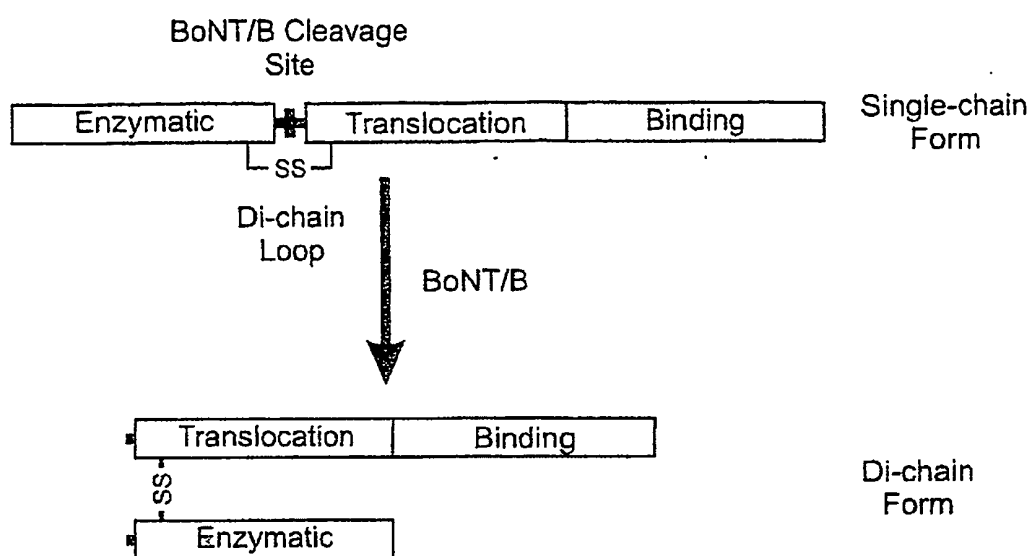 BoNT/B Cleavage
Site
Enzymatic
Translocation
Binding
Single-chain
Form
SS
Di-chain
Loop
BoNT/B
Translocation
Binding
SS
Di-chain
Form
Enzymatic